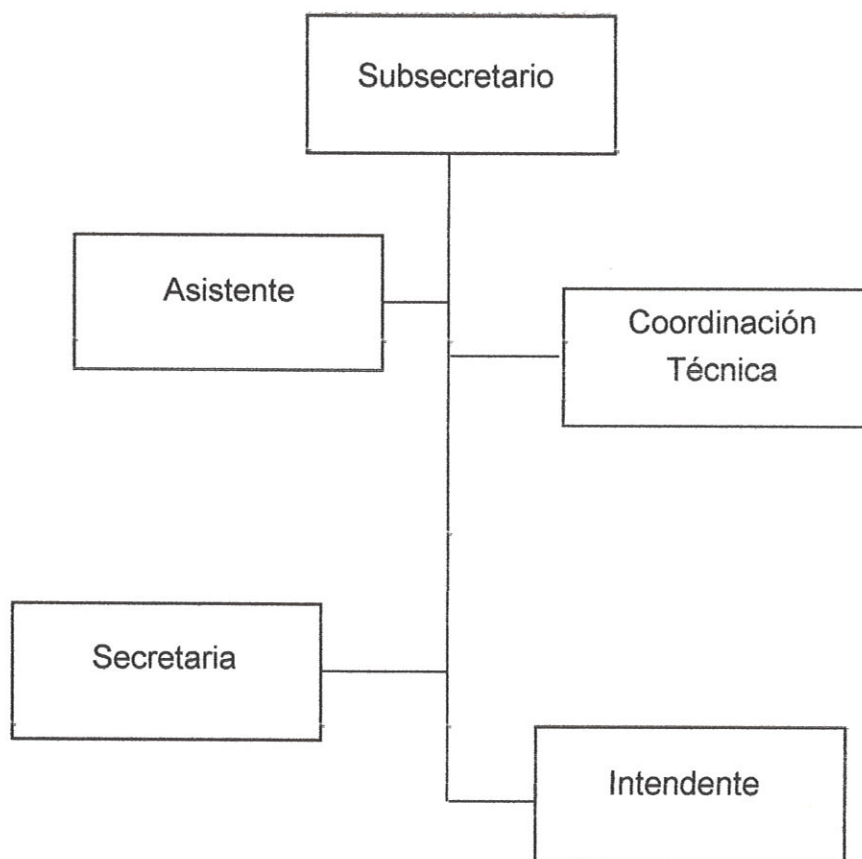 Subsecretario
Asistente
Coordinación
Técnica
Secretaria
Intendente